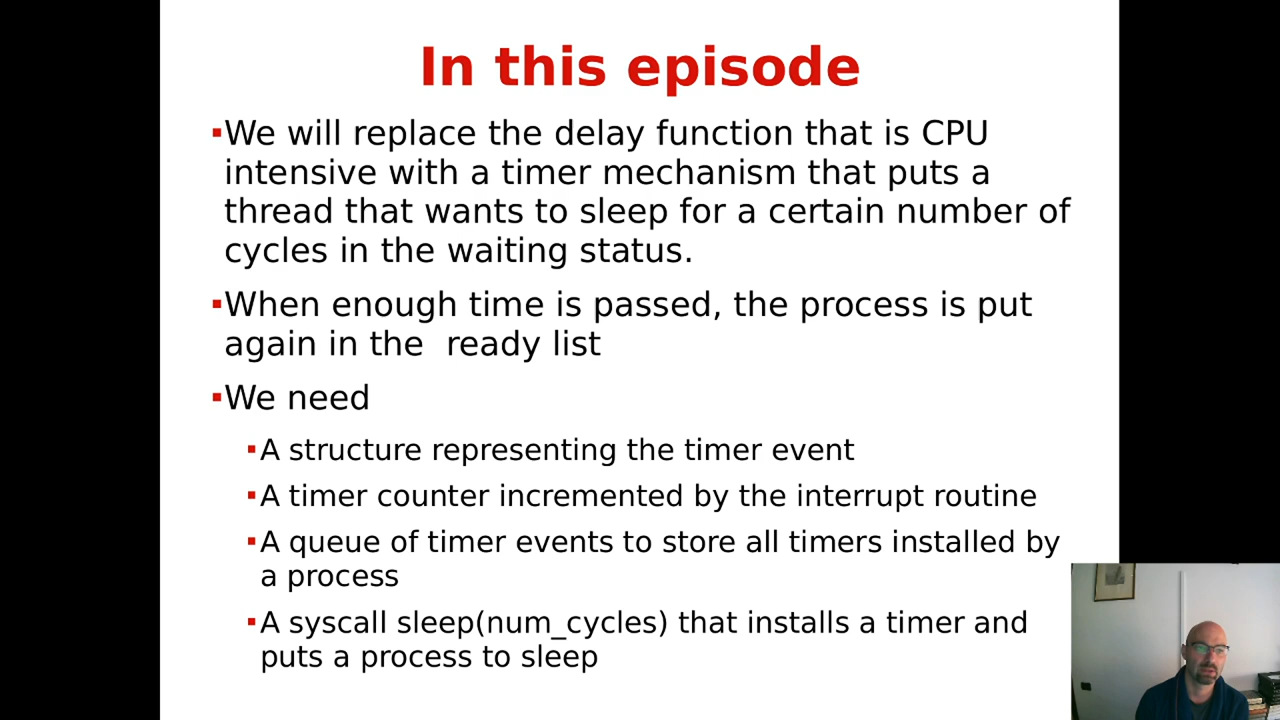 In this episode
▪We will replace the delay function that is CPU
intensive with a timer mechanism that puts a
thread that wants to sleep for a certain number of
cycles in the waiting status.
▪When enough time is passed, the process is put
again in the  ready list
▪We need
▪A structure representing the timer event
▪A timer counter incremented by the interrupt routine
▪A queue of timer events to store all timers installed by
a process
▪A syscall sleep(num_cycles) that installs a timer and
puts a process to sleep